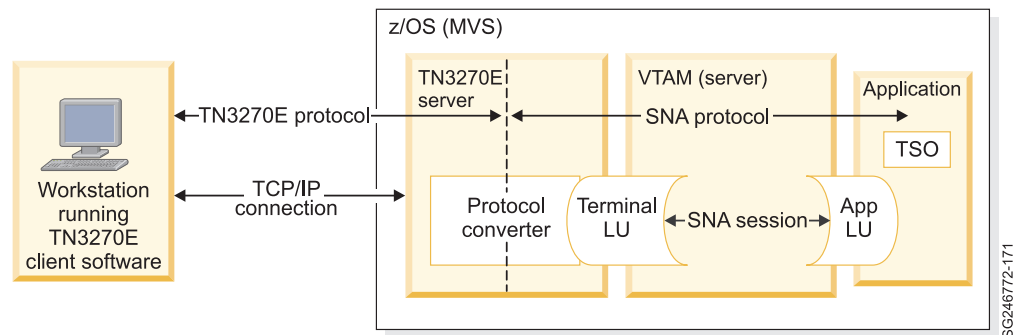 z/OS (MVS)
TN3270E
server
VTAM (server)
Application
TN3270E protocol
SNA protocol
TSO
Workstation
running
TN3270E
client software
TCP/IP
connection
Protocol
converter
Terminal
LU
SNA session
App
LU
SG246772-171